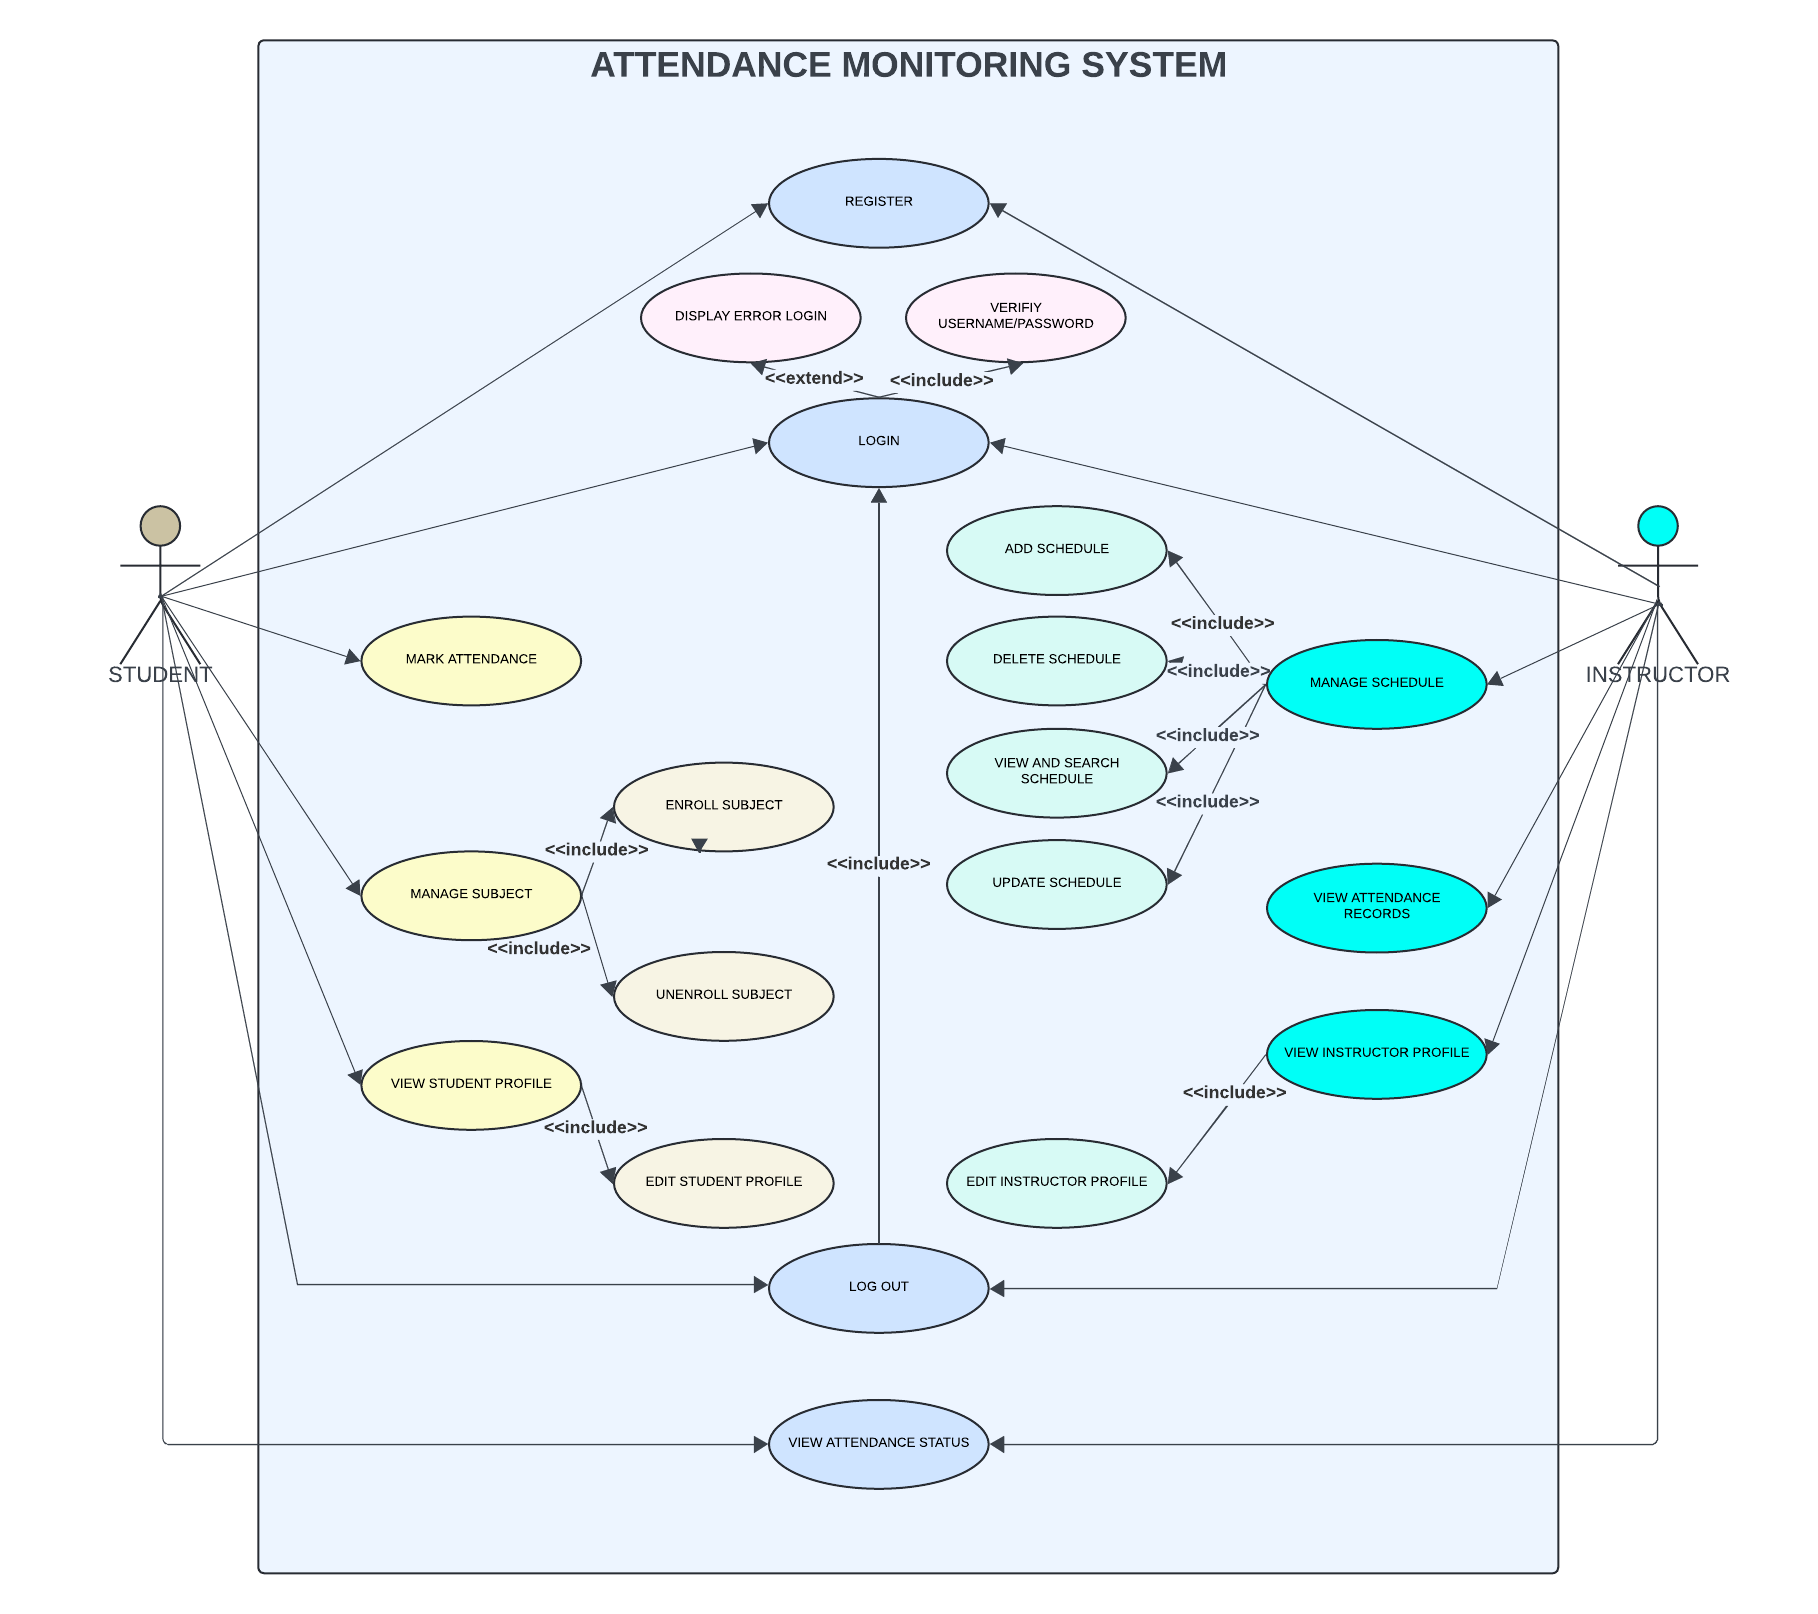 ATTENDANCE MONITORING SYSTEM
REGISTER
DISPLAY ERROR LOGIN
VERIFIY
USERNAME/PASSWORD
<<extend>>
<<include>>
LOGIN
ADD SCHEDULE
<<include>>
STUDENT
MARK ATTENDANCE
DELETE SCHEDULE
<<include>>
MANAGE SCHEDULE
INSTRUCTOR
<<include>>
VIEW AND SEARCH
SCHEDULE
<<include>>
ENROLL SUBJECT
<<include>>
<<include>>
MANAGE SUBJECT
UPDATE SCHEDULE
VIEW ATTENDANCE
RECORDS
<<include>>
UNENROLL SUBJECT
VIEW STUDENT PROFILE
VIEW INSTRUCTOR PROFILE
<<include>>
<<include>>
EDIT STUDENT PROFILE
EDIT INSTRUCTOR PROFILE
LOG OUT
VIEW ATTENDANCE STATUS